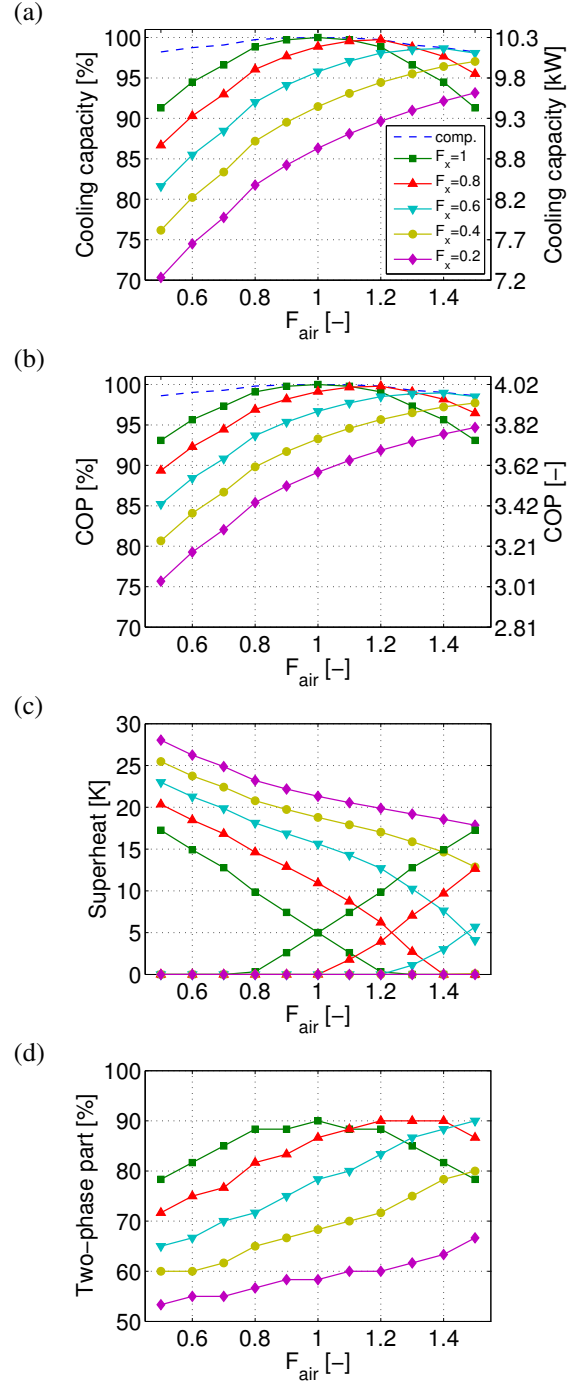 (a)
100
95
90
85
80
75
70
Cooling capacity [%]
10.3
9.8
9.3
8.8
8.2
7.7
7.2
Cooling capacity [kW]
comp.
F_x=1
F_x=0.8
F_x=0.6
F_x=0.4
F_x=0.2
0.6 0.8 1 1.2 1.4
F_air [−]
(b)
100
95
90
85
80
75
70
COP [%]
4.02
3.82
3.62
3.42
3.21
3.01
2.81
COP [−]
0.6 0.8 1 1.2 1.4
F_air [−]
(c)
30
25
20
15
10
5
0
Superheat [K]
0.6 0.8 1 1.2 1.4
F_air [−]
(d)
100
90
80
70
60
50
Two−phase part [%]
0.6 0.8 1 1.2 1.4
F_air [−]